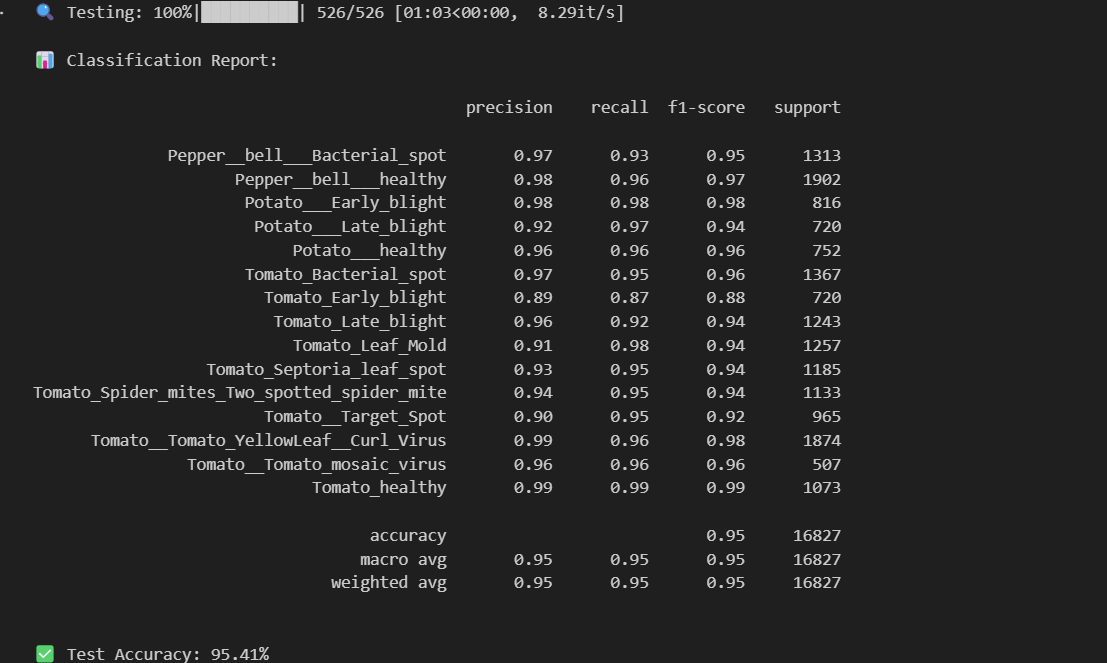 🔍 Testing: 100%|██████████| 526/526 [01:03<00:00, 8.29it/s]
📊 Classification Report:
precision recall f1-score support
Pepper__bell___Bacterial_spot 0.97 0.93 0.95 1313
Pepper__bell___healthy 0.98 0.96 0.97 1902
Potato___Early_blight 0.98 0.98 0.98 816
Potato___Late_blight 0.92 0.97 0.94 720
Potato___healthy 0.96 0.96 0.96 752
Tomato_Bacterial_spot 0.97 0.95 0.96 1367
Tomato_Early_blight 0.89 0.87 0.88 720
Tomato_Late_blight 0.96 0.92 0.94 1243
Tomato_Leaf_Mold 0.91 0.98 0.94 1257
Tomato_Septoria_leaf_spot 0.93 0.95 0.94 1185
Tomato_Spider_mites_Two_spotted_spider_mite 0.94 0.95 0.94 1133
Tomato__Target_Spot 0.90 0.95 0.92 965
Tomato__Tomato_YellowLeaf__Curl_Virus 0.99 0.96 0.98 1874
Tomato__Tomato_mosaic_virus 0.96 0.96 0.96 507
Tomato_healthy 0.99 0.99 0.99 1073
accuracy 0.95 16827
macro avg 0.95 0.95 0.95 16827
weighted avg 0.95 0.95 0.95 16827
✅ Test Accuracy: 95.41%